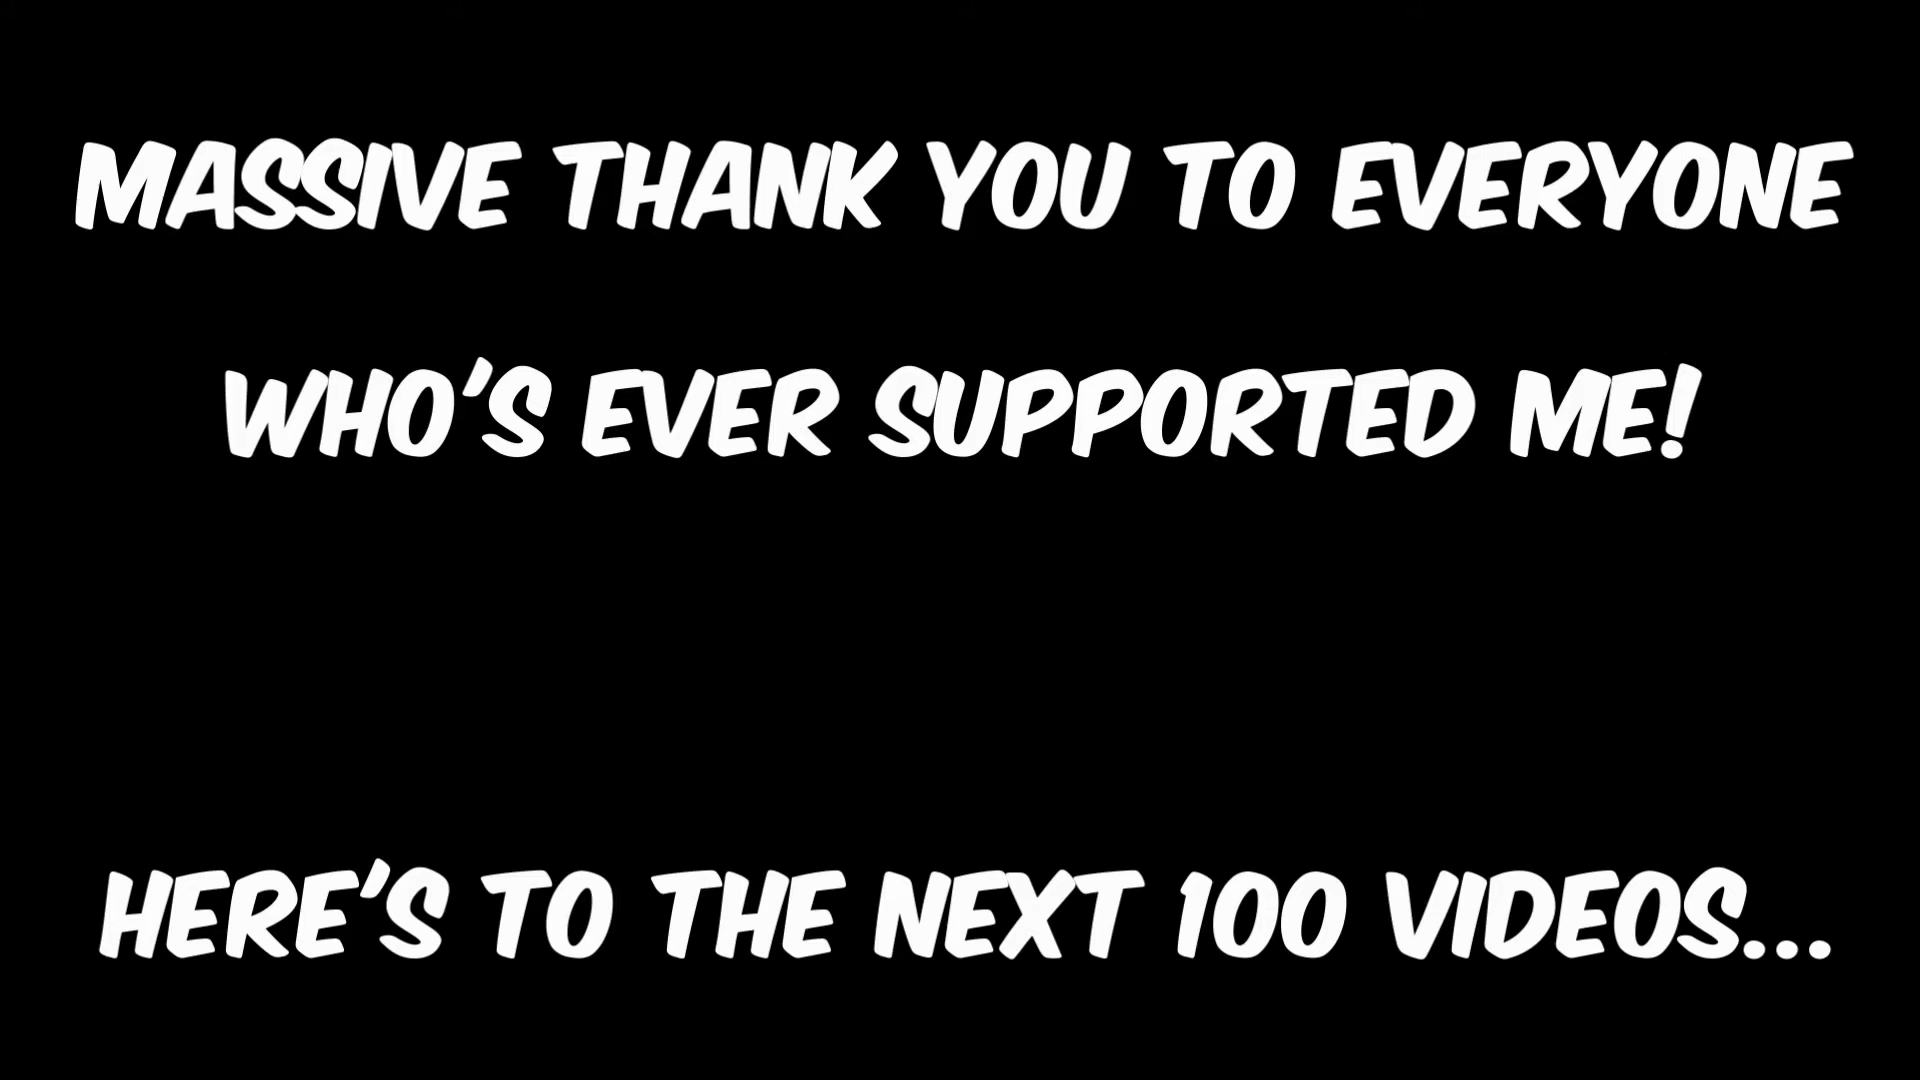 MASSIVE THANK YOU TO EVERYONE
WHO'S EVER SUPPORTED ME!
HERE'S TO THE NEXT 100 VIDEOS...